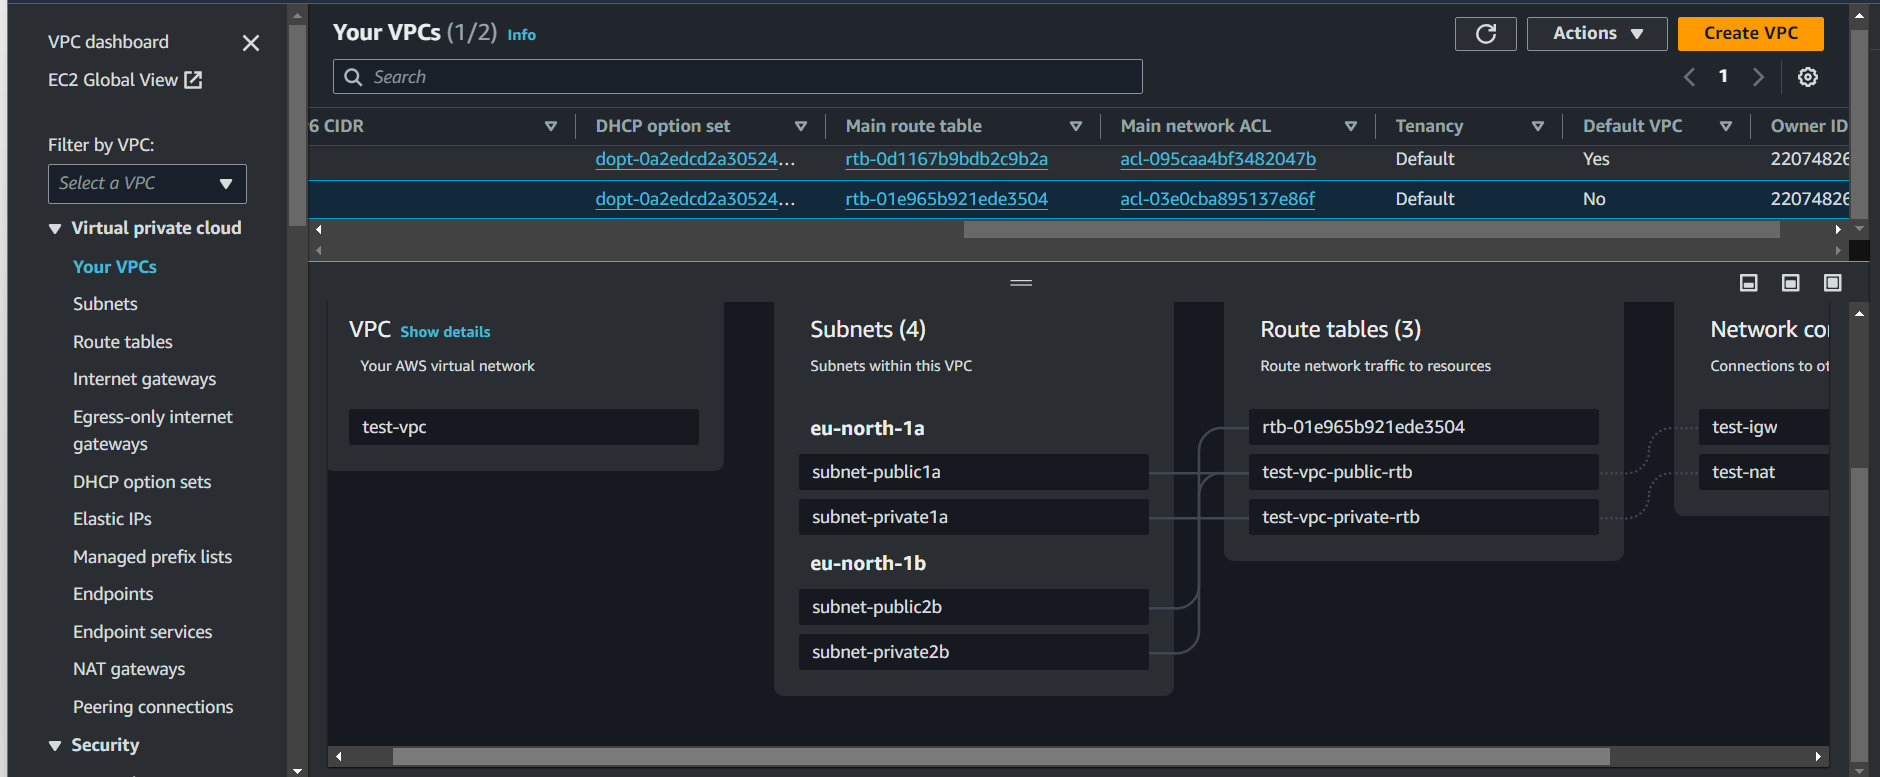 VPC dashboard
EC2 Global View
Filter by VPC:
Select a VPC
Virtual private cloud
Your VPCs
Subnets
Route tables
Internet gateways
Egress-only internet
gateways
DHCP option sets
Elastic IPs
Managed prefix lists
Endpoints
Endpoint services
NAT gateways
Peering connections
Security
Your VPCs (1/2) Info
Actions
Create VPC
Search
1
6 CIDR DHCP option set Main route table Main network ACL Tenancy Default VPC Owner ID
dopt-0a2edcd2a30524... rtb-0d1167b9bdb2c9b2a acl-095caa4bf3482047b Default Yes 22074826
dopt-0a2edcd2a30524... rtb-01e965b921ede3504 acl-03e0cba895137e86f Default No 22074826
VPC Show details
Your AWS virtual network
test-vpc
Subnets (4)
Subnets within this VPC
eu-north-1a
subnet-public1a
subnet-private1a
eu-north-1b
subnet-public2b
subnet-private2b
Route tables (3)
Route network traffic to resources
rtb-01e965b921ede3504
test-vpc-public-rtb
test-vpc-private-rtb
Network co
Connections to ot
test-igw
test-nat